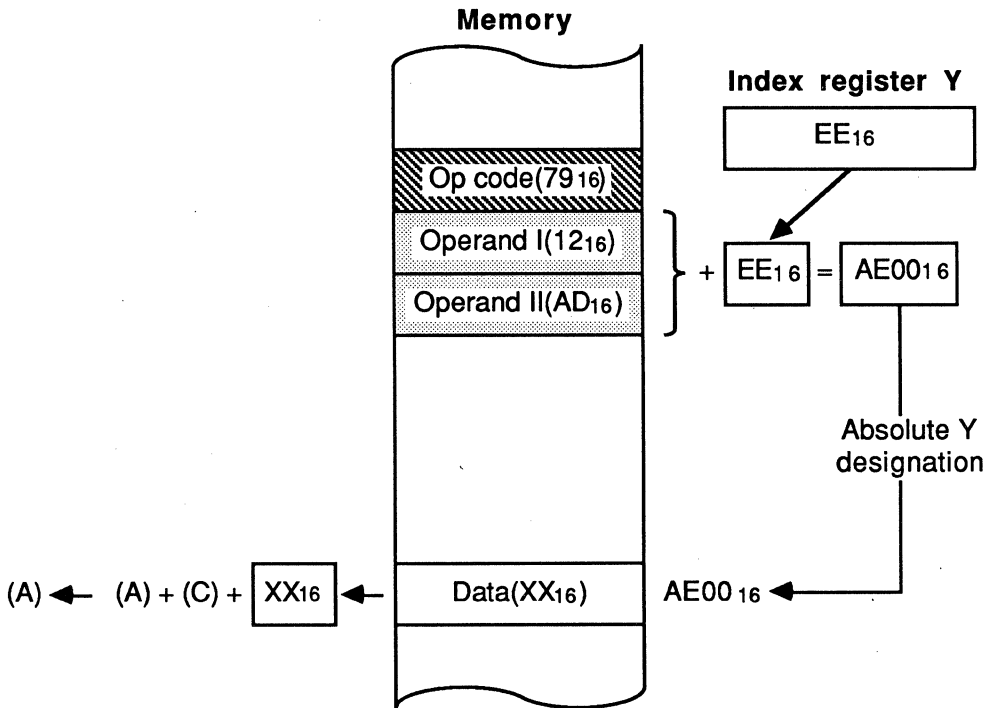 Memory
Index register Y
EE16
Op code(7916)
Operand I(1216)
Operand II(AD16)
+ EE16 = AE0016
Absolute Y
designation
(A) ← (A) + (C) + XX16 ← Data(XX16) AE0016